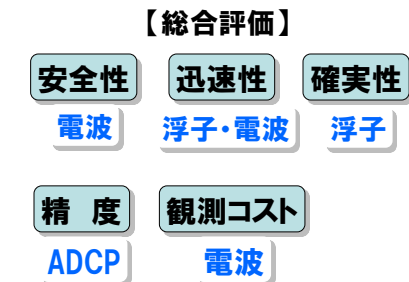 【総合評価】
安全性 迅速性 確実性
電波 浮子・電波 浮子
精 度 観測コスト
ADCP 電波